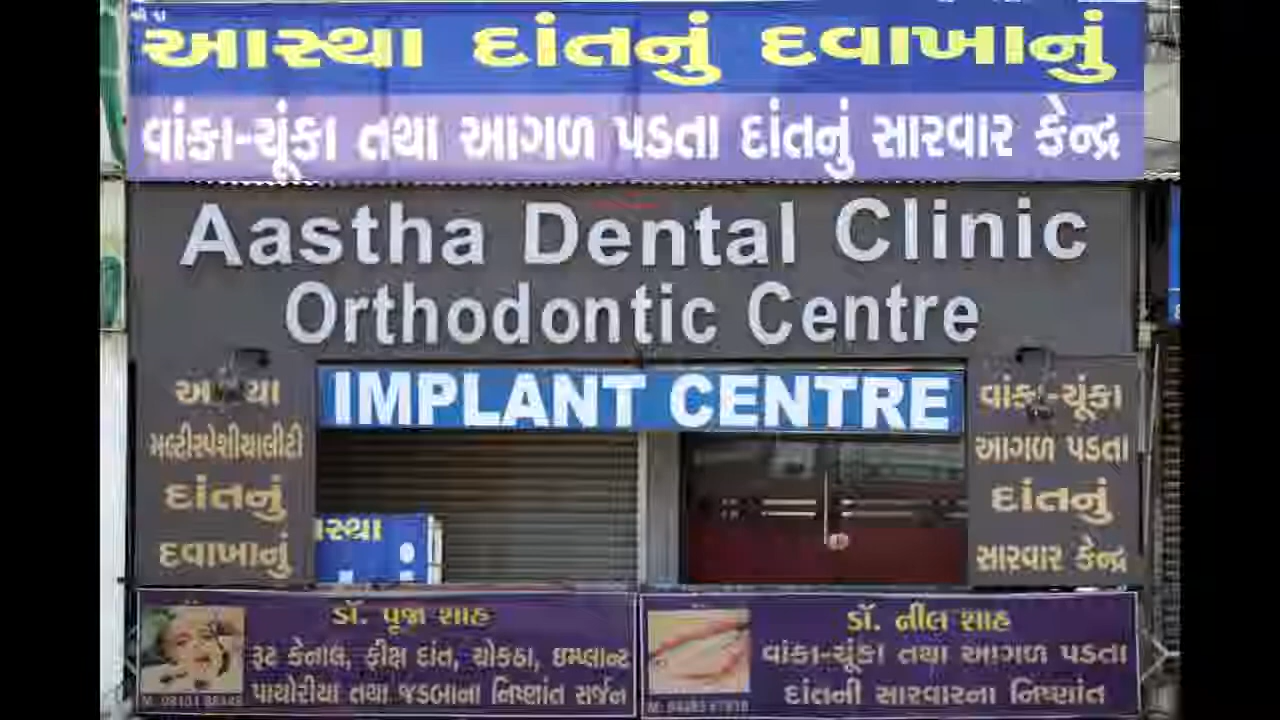 આસ્થા દાંતનું દવાખાનું
વાંકા-ચૂંકા તથા આગળ પડતા દાંતનું સારવાર કેન્દ્ર
Aastha Dental Clinic
Orthodontic Centre
IMPLANT CENTRE
આસ્થા
મલ્ટીસ્પેશીયાલીટી
દાંતનું
દવાખાનું
વાંકા-ચૂંકા
આગળ પડતા
દાંતનું
સારવાર કેન્દ્ર
સ્થા
ડૉ. પૂજા શાહ
રૂટ કેનાલ, ફીક્ષ દાંત, ચોકઠા, ઇમ્પ્લાન્ટ
પાયોરીયા તથા જડબાના નિષ્ણાંત સર્જન
ડૉ. નીલ શાહ
વાંકા-ચૂંકા તથા આગળ પડતા
દાંતની સારવારના નિષ્ણાંત